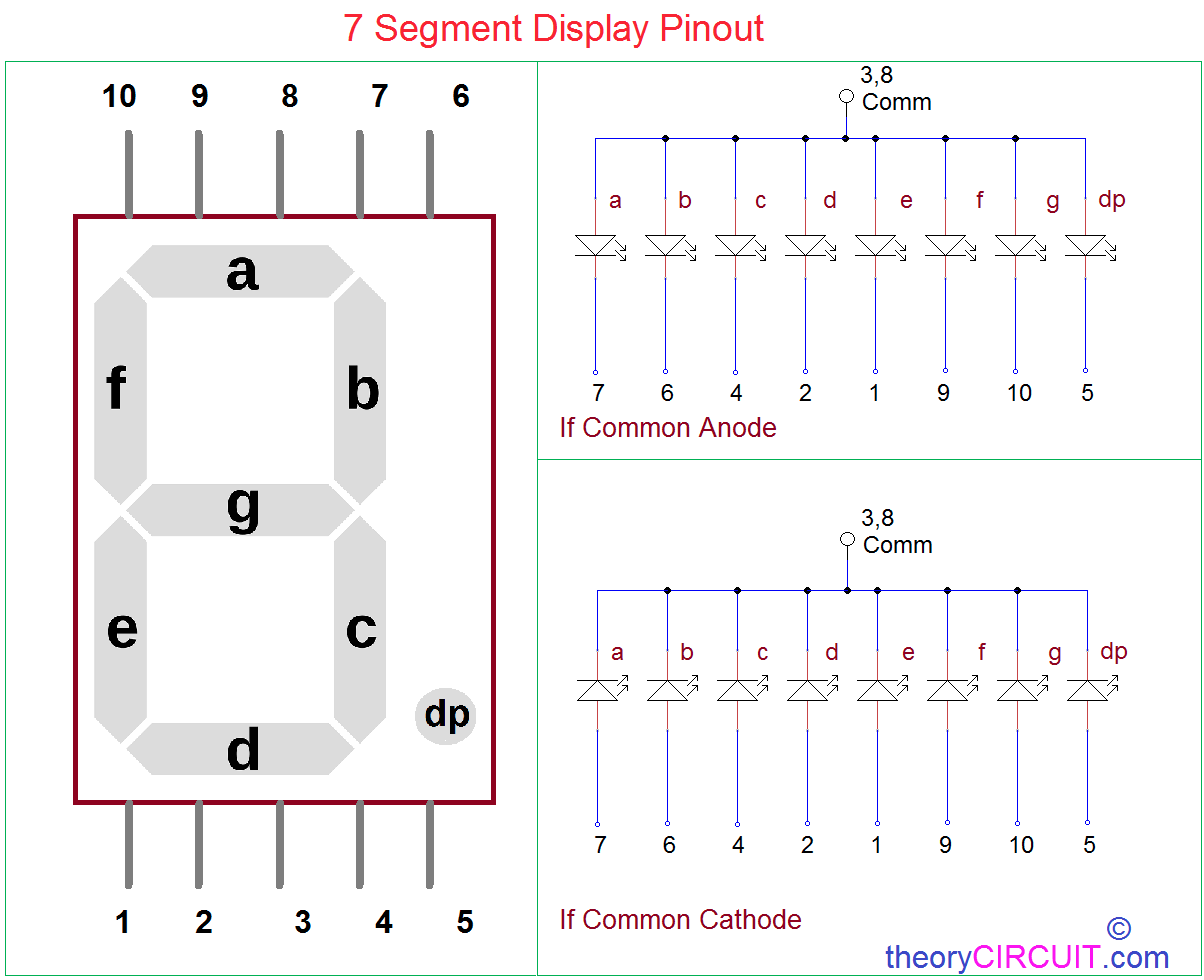 7 Segment Display Pinout
10 9 8 7 6
a
f b
g
e c
dp
d
1 2 3 4 5
3,8
Comm
a b c d e f g dp
7 6 4 2 1 9 10 5
If Common Anode
3,8
Comm
a b c d e f g dp
7 6 4 2 1 9 10 5
If Common Cathode
©
theoryCIRCUIT.com